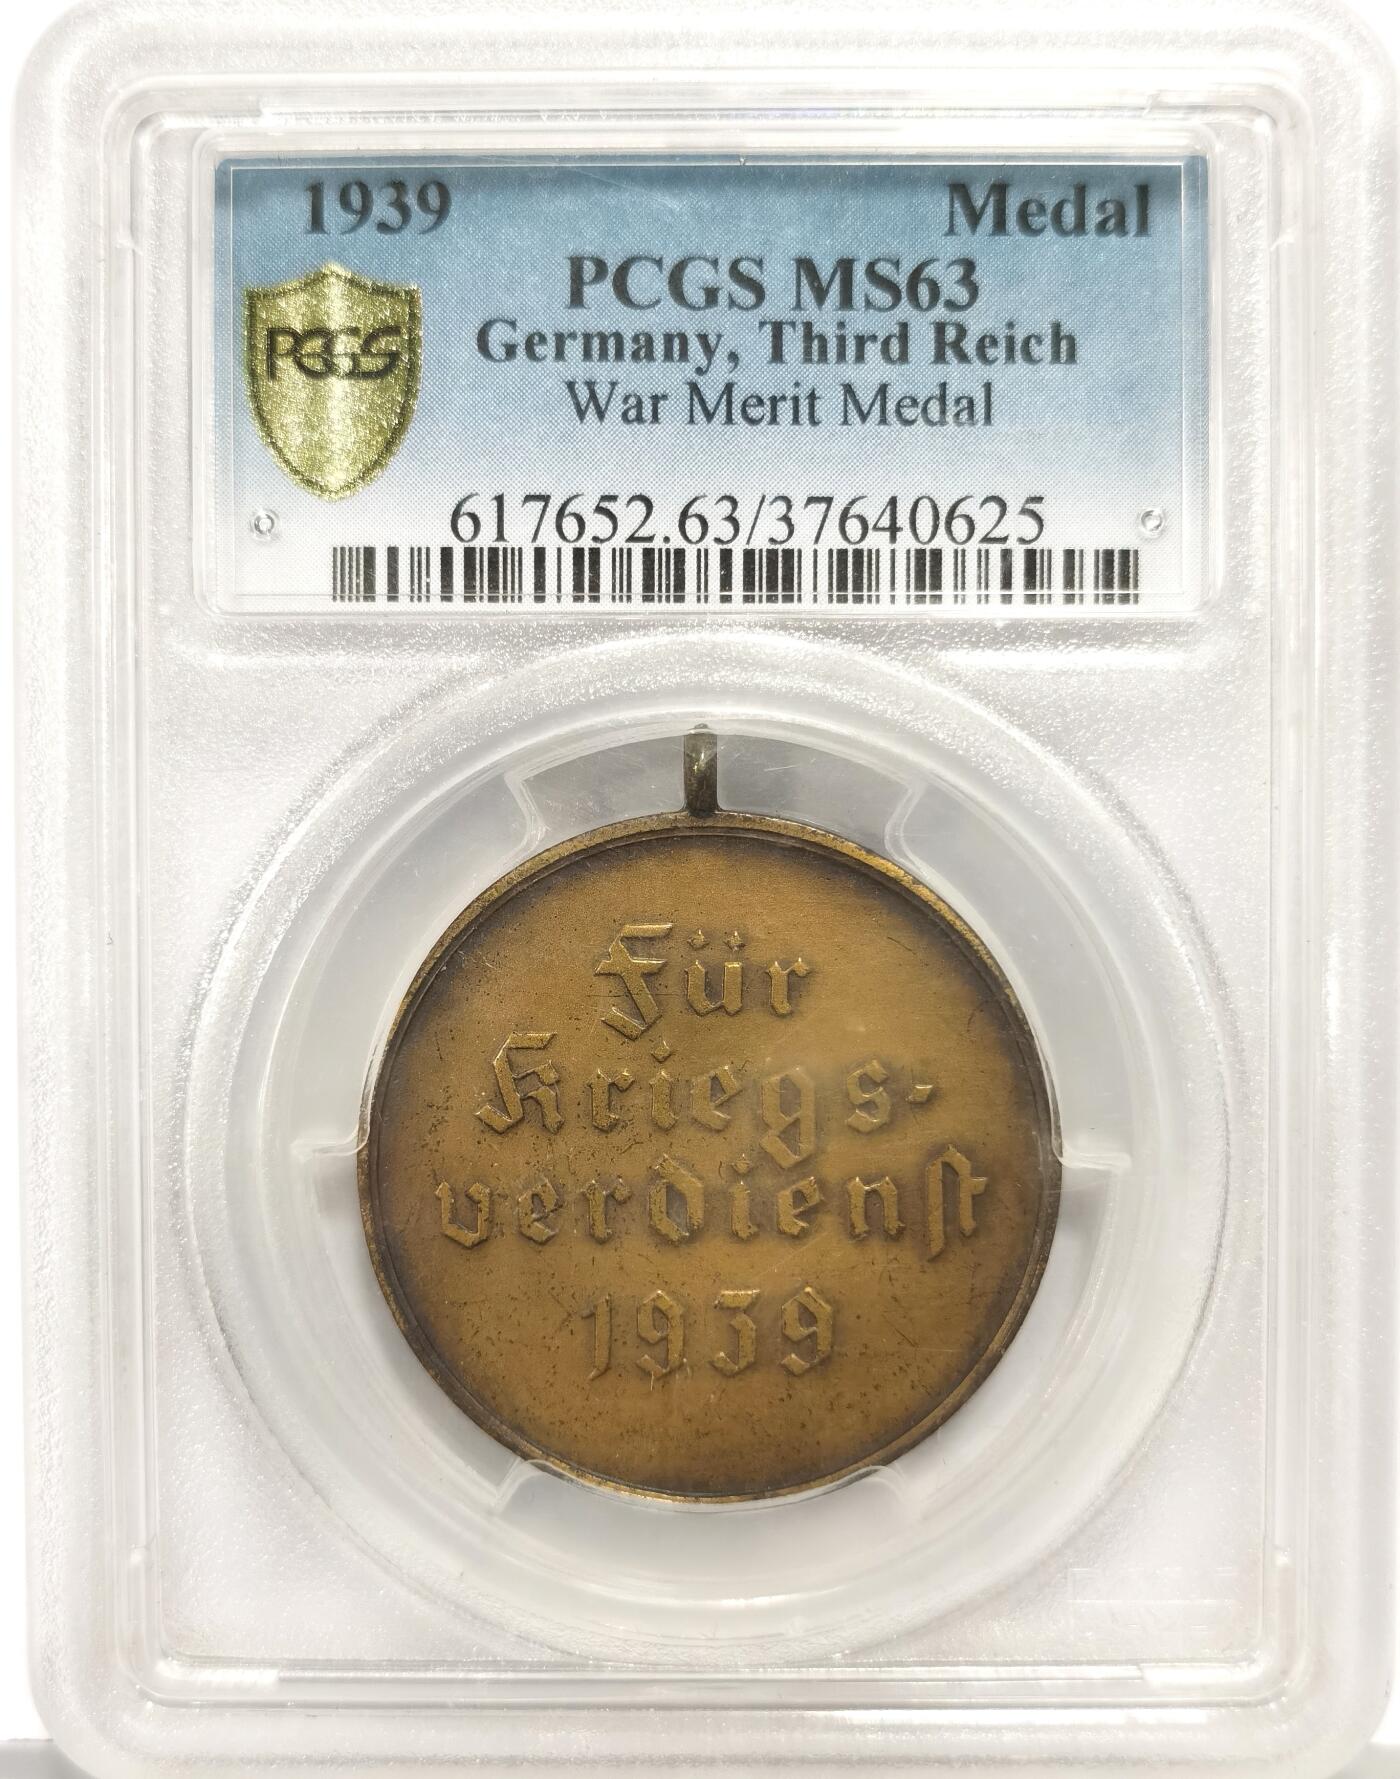 1939 Medal
PCGS MS63
Germany, Third Reich
War Merit Medal
PCGS
617652.63/37640625
Für
Kriegs-
verdienst
1939